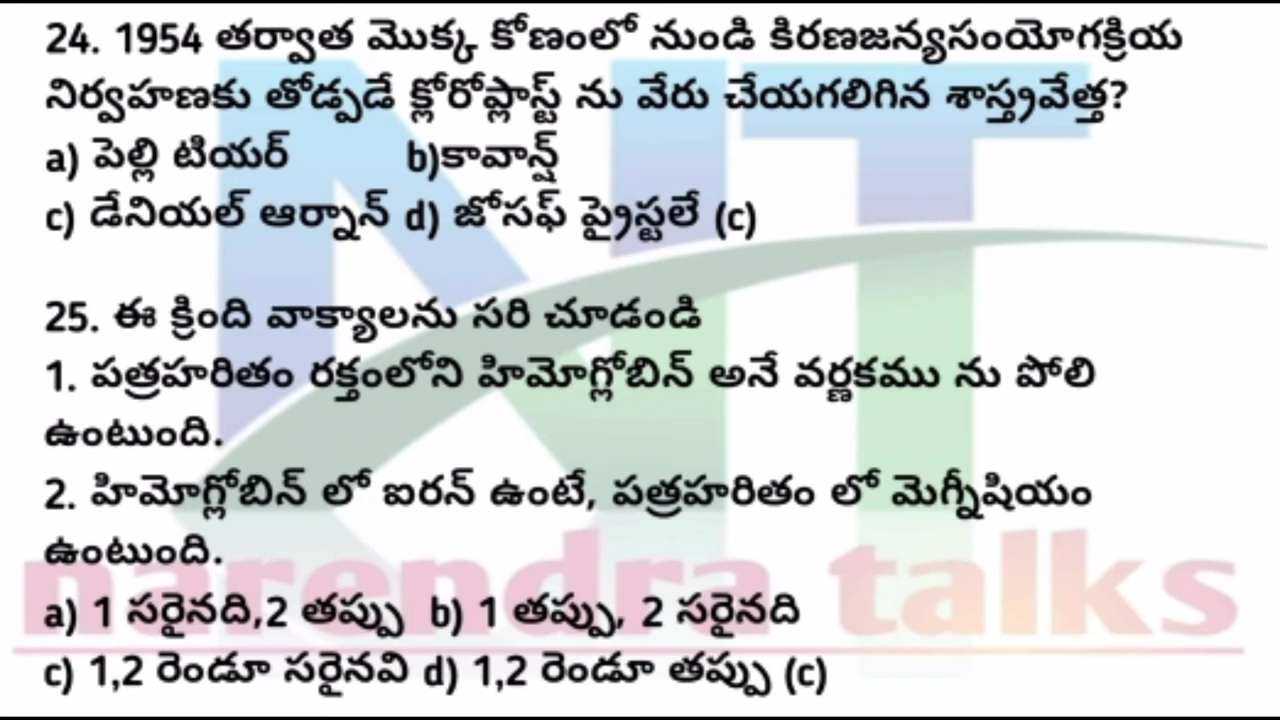 24. 1954 తర్వాత మొక్క కోణంలో నుండి కిరణజన్యసంయోగక్రియ
నిర్వహణకు తోడ్పడే క్లోరోప్లాస్ట్ ను వేరు చేయగలిగిన శాస్త్రవేత్త?
a) పెల్లి టియర్ b)కావాన్ష్
c) డేనియల్ ఆర్నాన్ d) జోసఫ్ ప్రైస్టలే (c)
25. ఈ క్రింది వాక్యాలను సరి చూడండి
1. పత్రహరితం రక్తంలోని హిమోగ్లోబిన్ అనే వర్ణకము ను పోలి
ఉంటుంది.
2. హిమోగ్లోబిన్ లో ఐరన్ ఉంటే, పత్రహరితం లో మెగ్నీషియం
ఉంటుంది.
narendra talks
a) 1 సరైనది,2 తప్పు b) 1 తప్పు, 2 సరైనది
c) 1,2 రెండూ సరైనవి d) 1,2 రెండూ తప్పు (c)